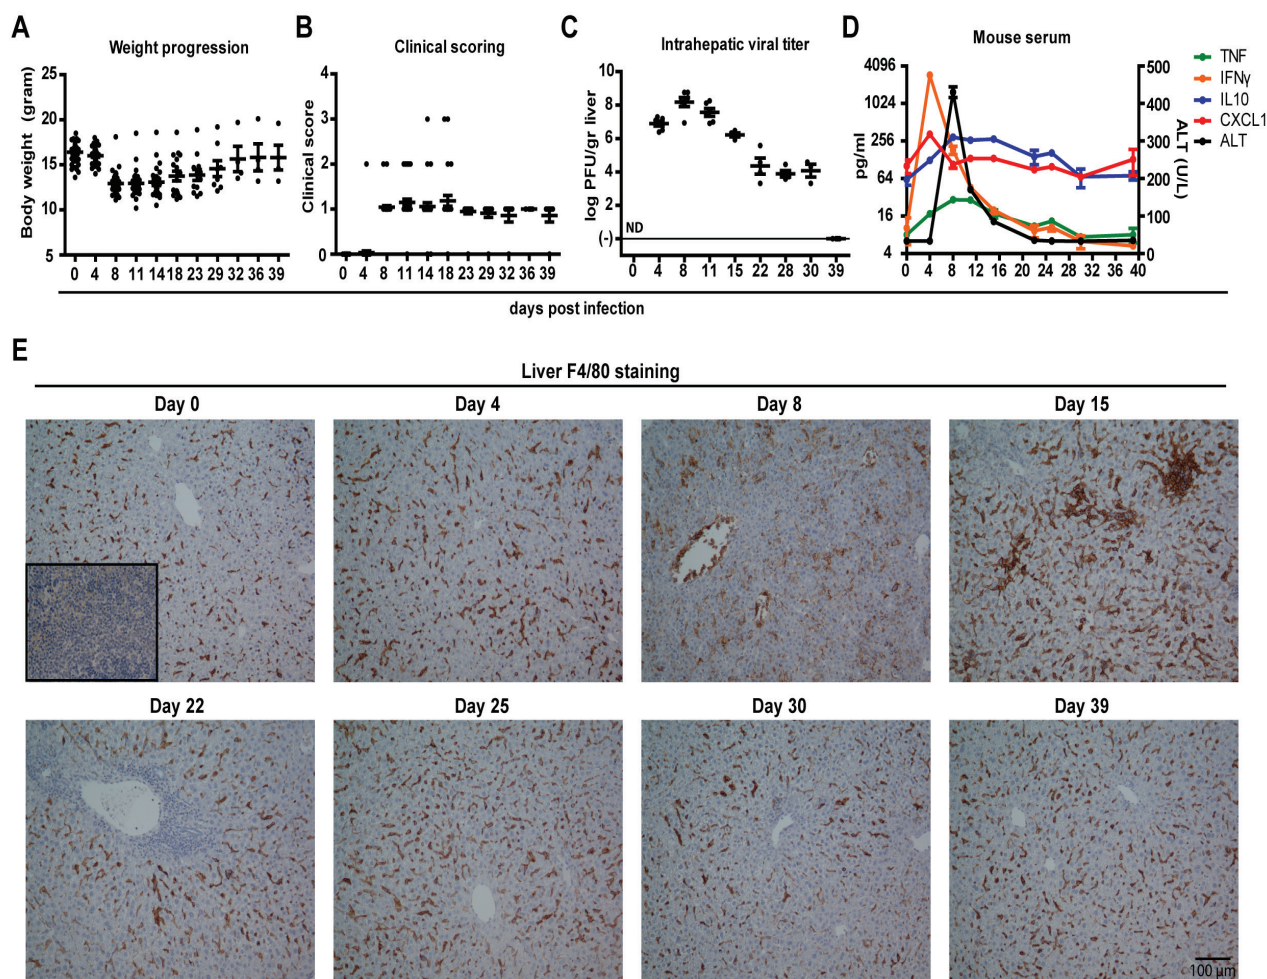 A
Weight progression
Body weight (gram)
25
20
15
10
5
0 4 8 11 14 18 23 29 32 36 39
B
Clinical scoring
Clinical score
4
3
2
1
0
0 4 8 11 14 18 23 29 32 36 39
C
Intrahepatic viral titer
log PFU/gr liver
10
8
6
4
2
(-)
ND
0 4 8 11 15 22 28 30 39
D
Mouse serum
pg/ml
4096
1024
256
64
16
4
0 4 8 12 16 20 24 28 32 36 40
500
400
300
200
100
0
ALT (U/L)
TNF
IFNγ
IL10
CXCL1
ALT
days post infection
E
Liver F4/80 staining
Day 0 Day 4 Day 8 Day 15
Day 22 Day 25 Day 30 Day 39
100 µm